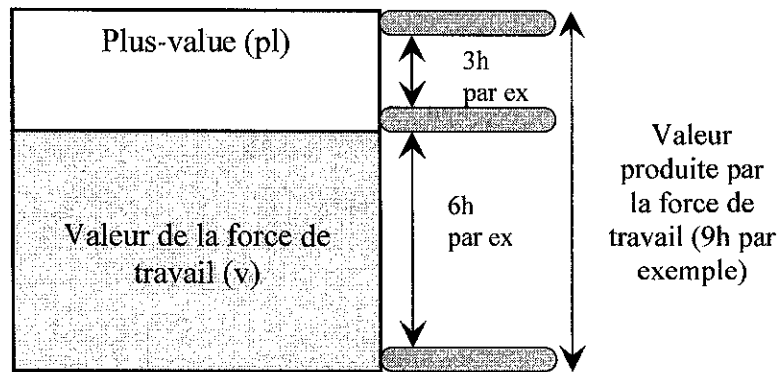 Plus-value (pl)
3h
par ex
Valeur de la force de
travail (v)
6h
par ex
Valeur
produite par
la force de
travail (9h par
exemple)